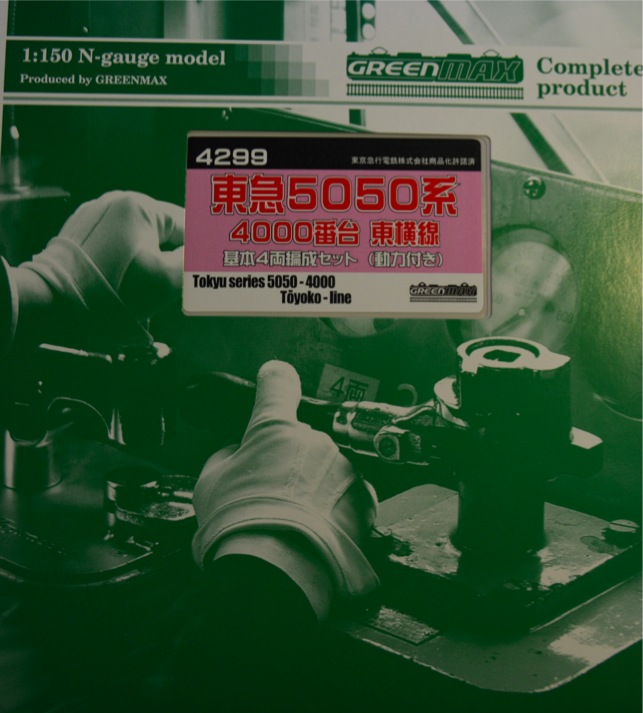 1:150 N-gauge model
Produced by GREENMAX
GREENMAX
Complete
product
4299
東京急行電鉄株式会社商品化許諾済
東急5050系
4000番台 東横線
基本4両編成セット (動力付き)
Tokyu series 5050-4000
Tōyoko-line
GREENMAX
4両